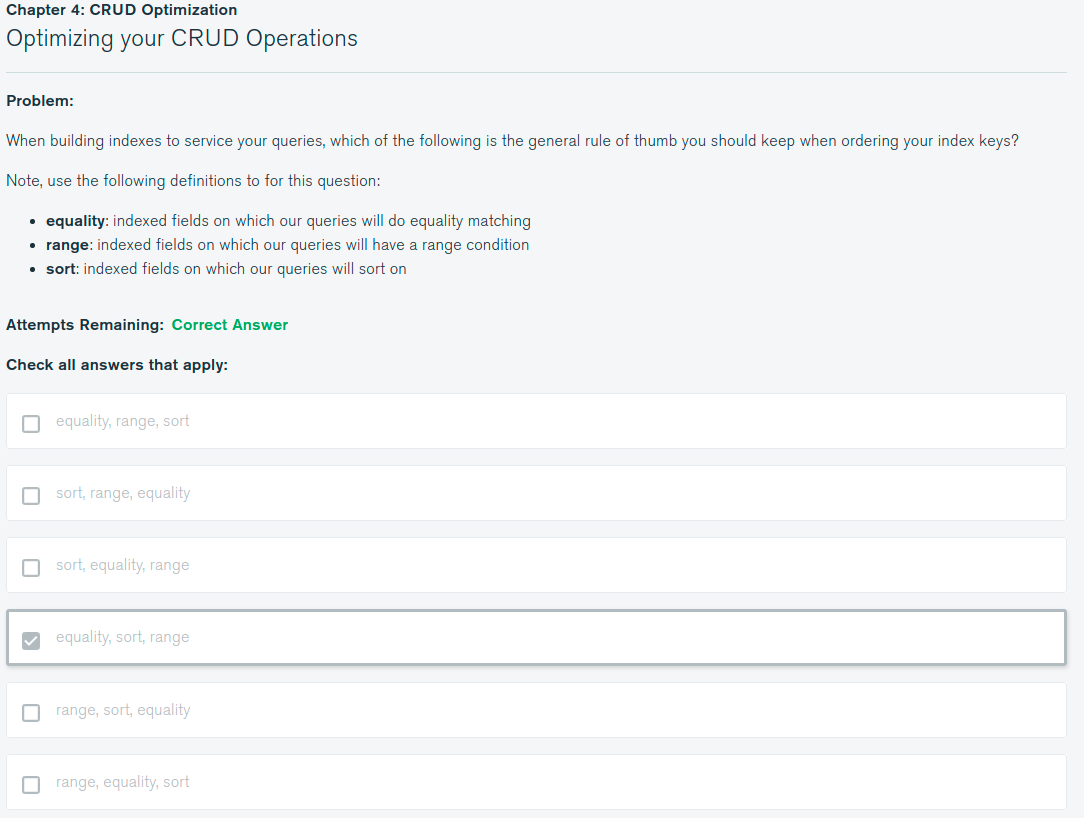 Chapter 4: CRUD Optimization
Optimizing your CRUD Operations
Problem:
When building indexes to service your queries, which of the following is the general rule of thumb you should keep when ordering your index keys?
Note, use the following definitions to for this question:
• equality: indexed fields on which our queries will do equality matching
• range: indexed fields on which our queries will have a range condition
• sort: indexed fields on which our queries will sort on
Attempts Remaining: Correct Answer
Check all answers that apply:
equality, range, sort
sort, range, equality
sort, equality, range
equality, sort, range
range, sort, equality
range, equality, sort